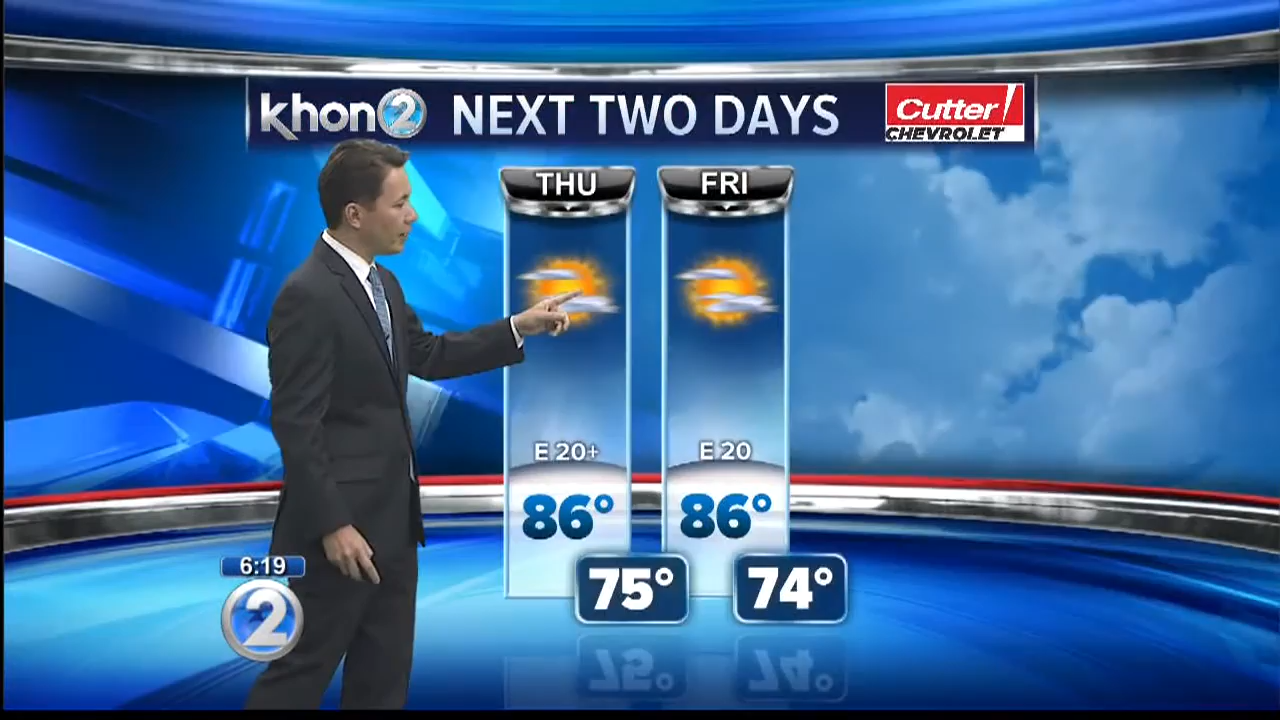 khon2 NEXT TWO DAYS Cutter!
CHEVROLET
THU FRI
E 20+ E 20
86° 86°
75° 74°
6:19
2